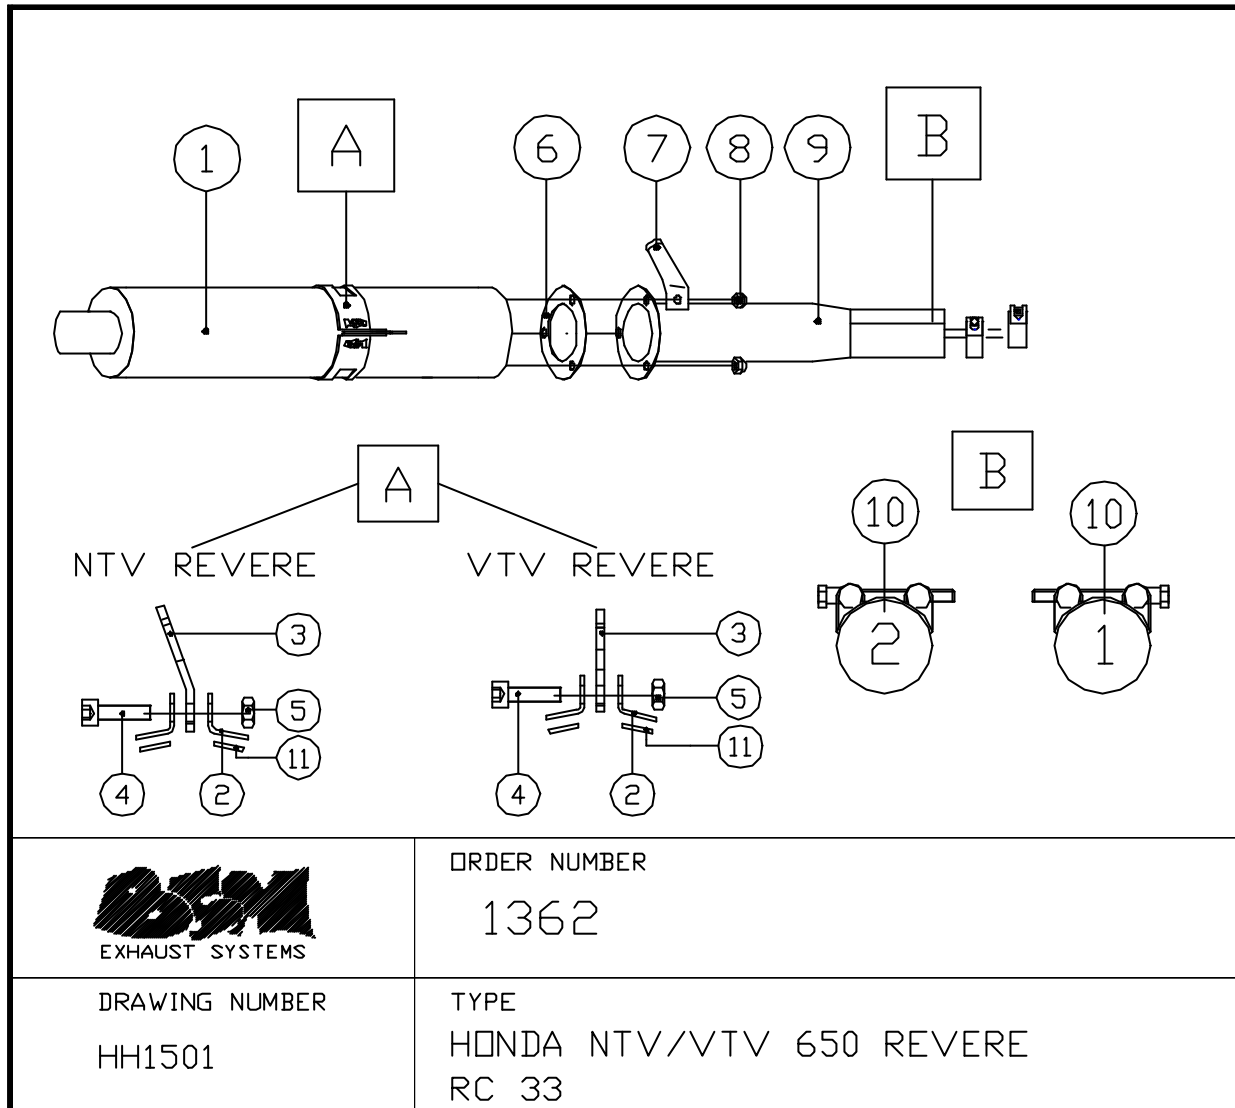 1
A
6
7
8
9
B
A
B
10
10
NTV REVERE
VTV REVERE
3
3
2
1
5
5
11
11
4
2
4
2
BSM
EXHAUST SYSTEMS
ORDER NUMBER
1362
DRAWING NUMBER
HH1501
TYPE
HONDA NTV/VTV 650 REVERE
RC 33